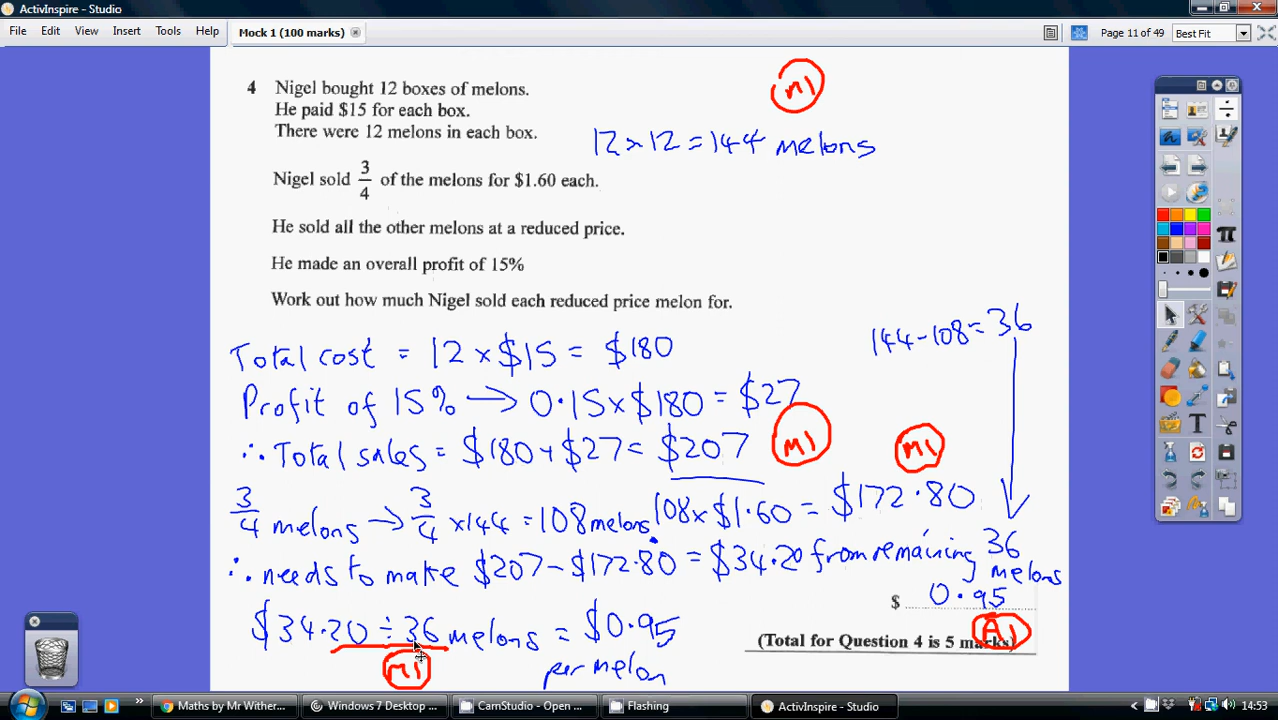 ActivInspire - Studio
File Edit View Insert Tools Help Mock 1 (100 marks) Page 11 of 49 Best Fit
4 Nigel bought 12 boxes of melons.
He paid $15 for each box.
There were 12 melons in each box.
M1
12×12=144 melons
Nigel sold 3/4 of the melons for $1.60 each.
He sold all the other melons at a reduced price.
He made an overall profit of 15%
Work out how much Nigel sold each reduced price melon for.
144-108=36
Total cost = 12 x $15 = $180
Profit of 15% → 0.15x$180 = $27
∴ Total sales = $180+$27= $207 M1 M1
3/4 melons → 3/4 x144 =108melons 108x$1.60 = $172.80
∴ needs to make $207-$172.80 = $34.20 from remaining 36 melons
$ 0.95
$34.20 ÷ 36 melons = $0.95 per melon
M1
(Total for Question 4 is 5 marks)
A1
Maths by Mr Wither... Windows 7 Desktop ... CamStudio - Open ... Flashing ActivInspire - Studio 14:53